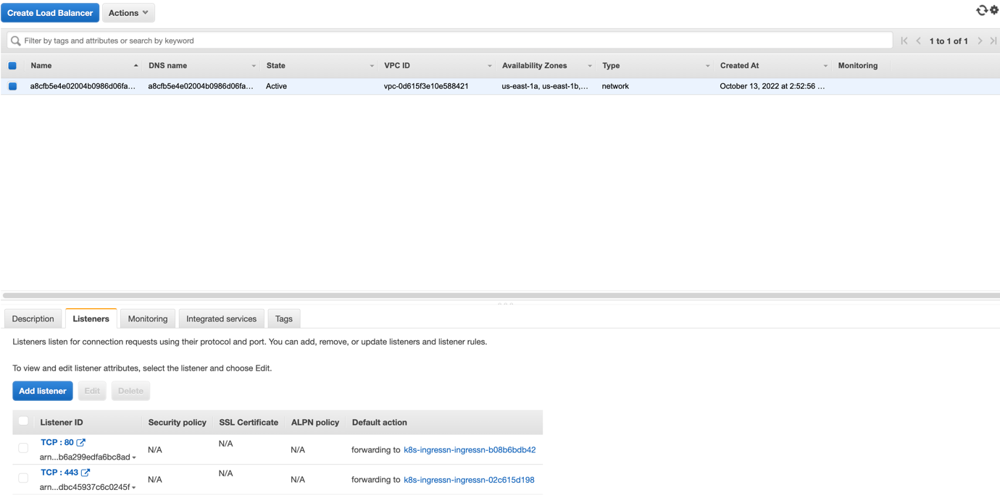 Create Load Balancer Actions
Filter by tags and attributes or search by keyword 1 to 1 of 1
Name DNS name State VPC ID Availability Zones Type Created At Monitoring
a8cfb5e4e02004b0986d06fa... a8cfb5e4e02004b0986d06fa... Active vpc-0d615f3e10e588421 us-east-1a, us-east-1b,... network October 13, 2022 at 2:52:56 ...
Description Listeners Monitoring Integrated services Tags
Listeners listen for connection requests using their protocol and port. You can add, remove, or update listeners and listener rules.
To view and edit listener attributes, select the listener and choose Edit.
Add listener Edit Delete
Listener ID Security policy SSL Certificate ALPN policy Default action
TCP : 80
arn...b6a299edfa6bc8ad N/A N/A N/A forwarding to k8s-ingressn-ingressn-b08b6bdb42
TCP : 443
arn...dbc45937c6c0245f N/A N/A N/A forwarding to k8s-ingressn-ingressn-02c615d198